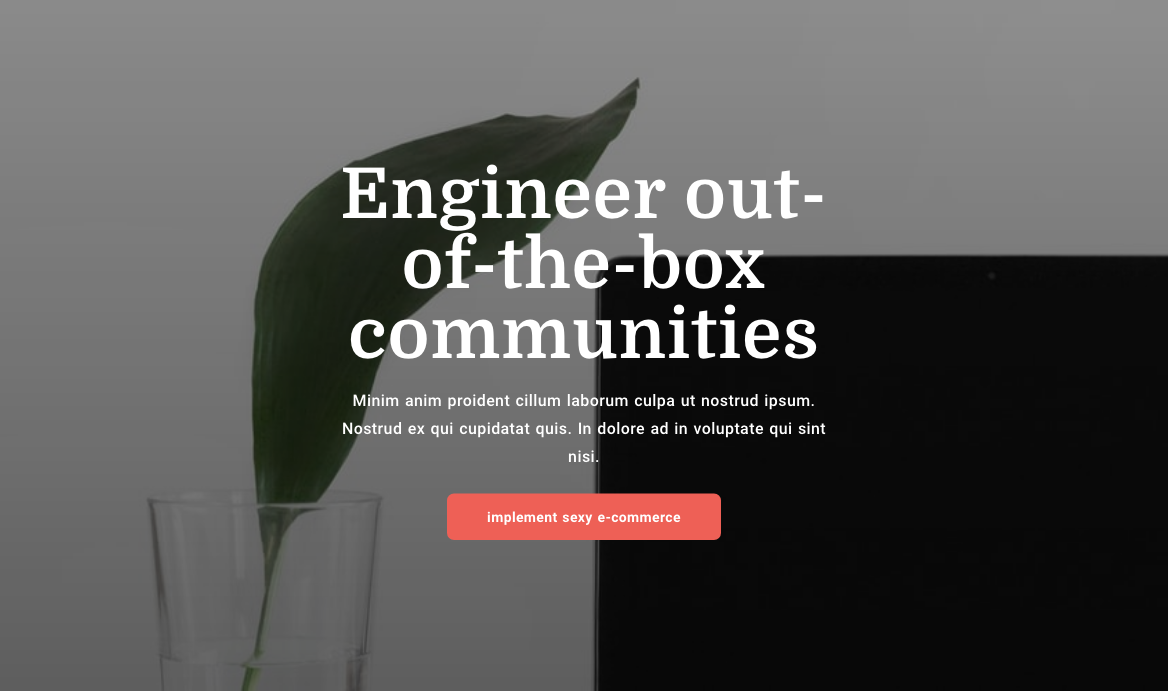 Engineer out-
of-the-box
communities
Minim anim proident cillum laborum culpa ut nostrud ipsum.
Nostrud ex qui cupidatat quis. In dolore ad in voluptate qui sint
nisi.
implement sexy e-commerce